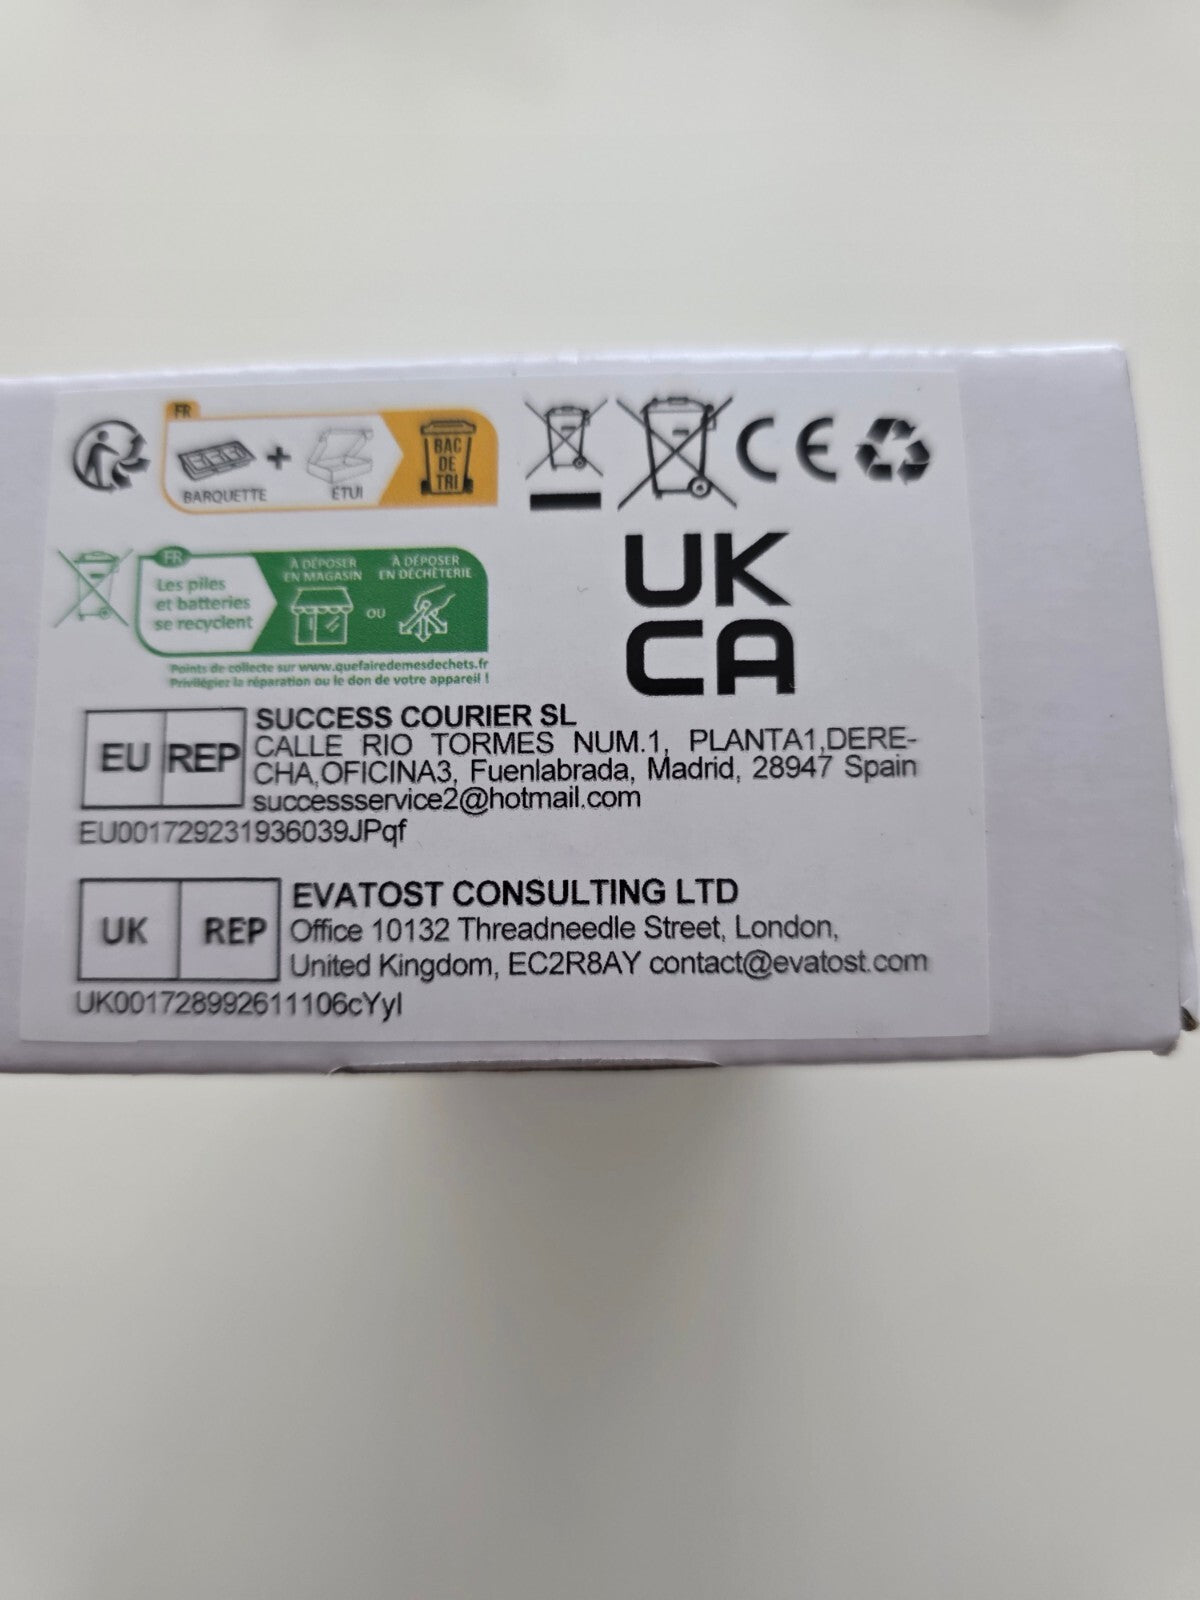 FR
BARQUETTE
+
ÉTUI
BAC
DE
TRI
CE
FR
Les piles
et batteries
se recyclent
À DÉPOSER
EN MAGASIN
OU
À DÉPOSER
EN DÉCHÈTERIE
Points de collecte sur www.quefairedemesdechets.fr
Privilégiez la réparation ou le don de votre appareil !
UK
CA
EU REP
SUCCESS COURIER SL
CALLE RIO TORMES NUM.1, PLANTA1,DERE-
CHA,OFICINA3, Fuenlabrada, Madrid, 28947 Spain
successservice2@hotmail.com
EU001729231936039JPqf
UK REP
EVATOST CONSULTING LTD
Office 10132 Threadneedle Street, London,
United Kingdom, EC2R8AY contact@evatost.com
UK001728992611106cYyl